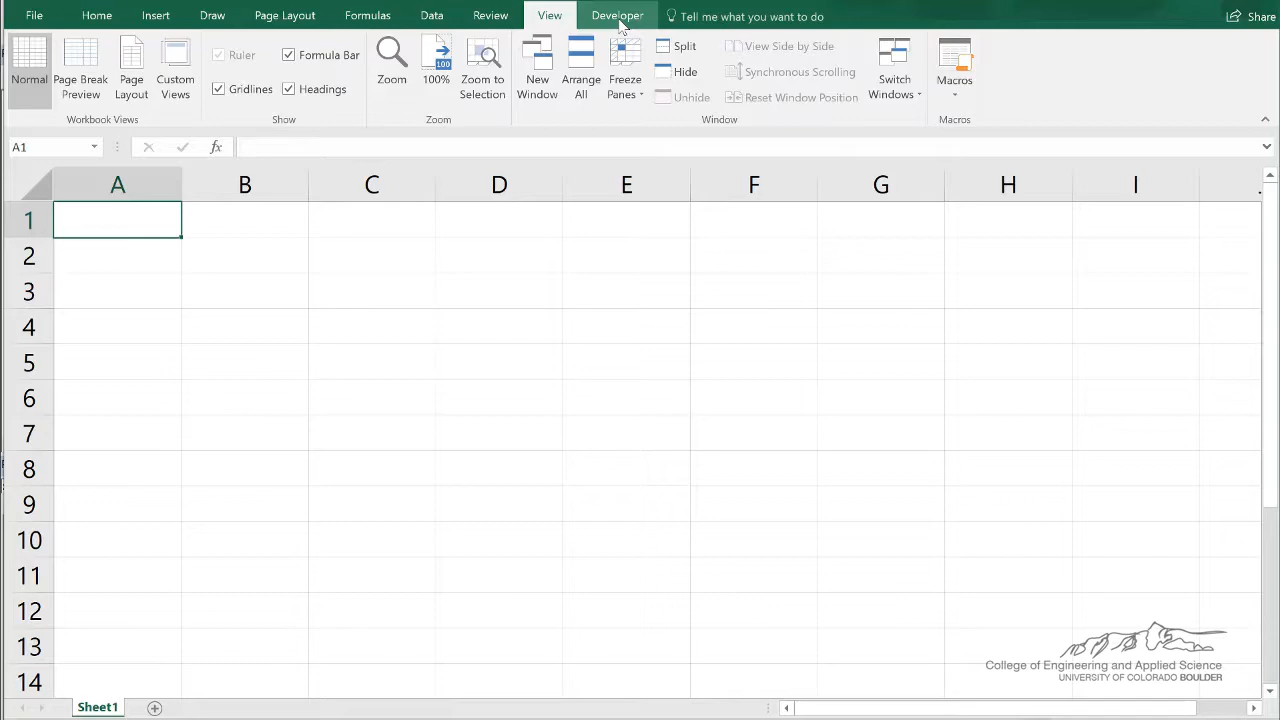 File Home Insert Draw Page Layout Formulas Data Review View Developer Tell me what you want to do Share
Normal Page Break Preview Page Layout Custom Views
Ruler Formula Bar
Gridlines Headings
Zoom 100% Zoom to Selection
New Window Arrange All Freeze Panes
Split
Hide
Unhide
View Side by Side
Synchronous Scrolling
Reset Window Position
Switch Windows
Macros
Workbook Views Show Zoom Window Macros
A1 fx
A B C D E F G H I
1
2
3
4
5
6
7
8
9
10
11
12
13
14
College of Engineering and Applied Science
UNIVERSITY OF COLORADO BOULDER
Sheet1